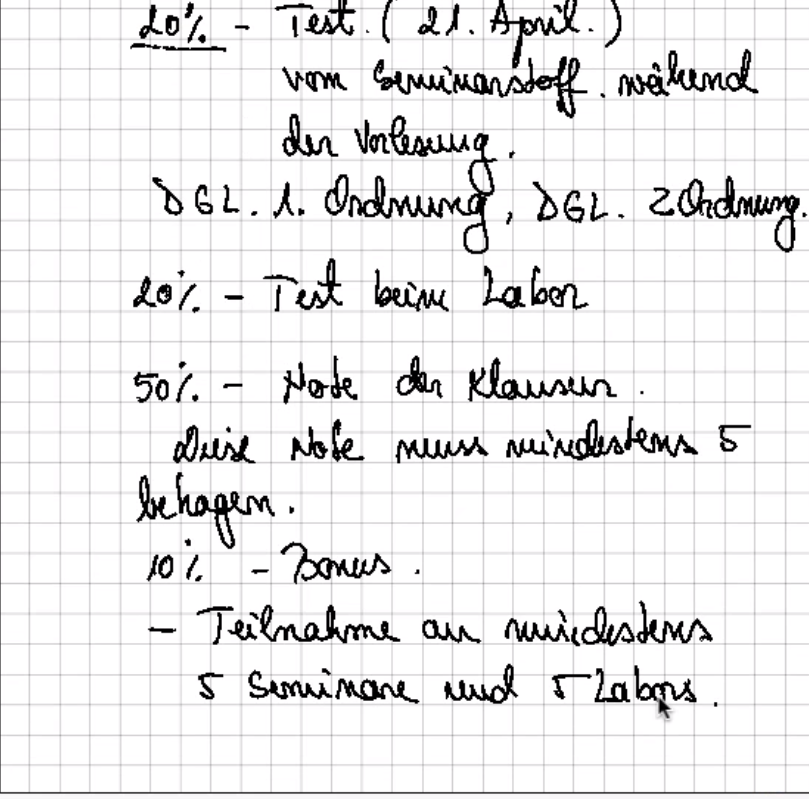 20% - Test. ( 21. April. )
vom Seminarstoff. während
der Vorlesung.
DGL. 1. Ordnung, DGL. 2 Ordnung.
20% - Test beim Labor
50% - Note der Klausur.
Diese Note muss mindestens 5
betragen.
10% - Bonus.
- Teilnahme an mindestens
5 Seminare und 5 Labors.